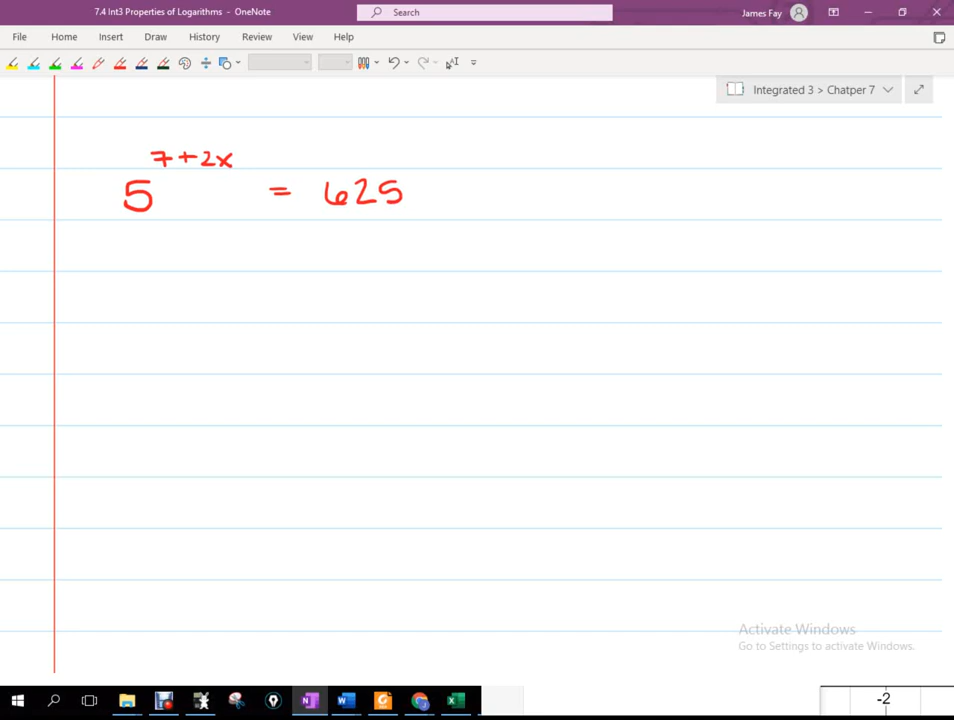 7.4 Int3 Properties of Logarithms - OneNote
Search
James Fay
File Home Insert Draw History Review View Help
Integrated 3 > Chatper 7
5^{7+2x} = 625
Activate Windows
Go to Settings to activate Windows.
-2